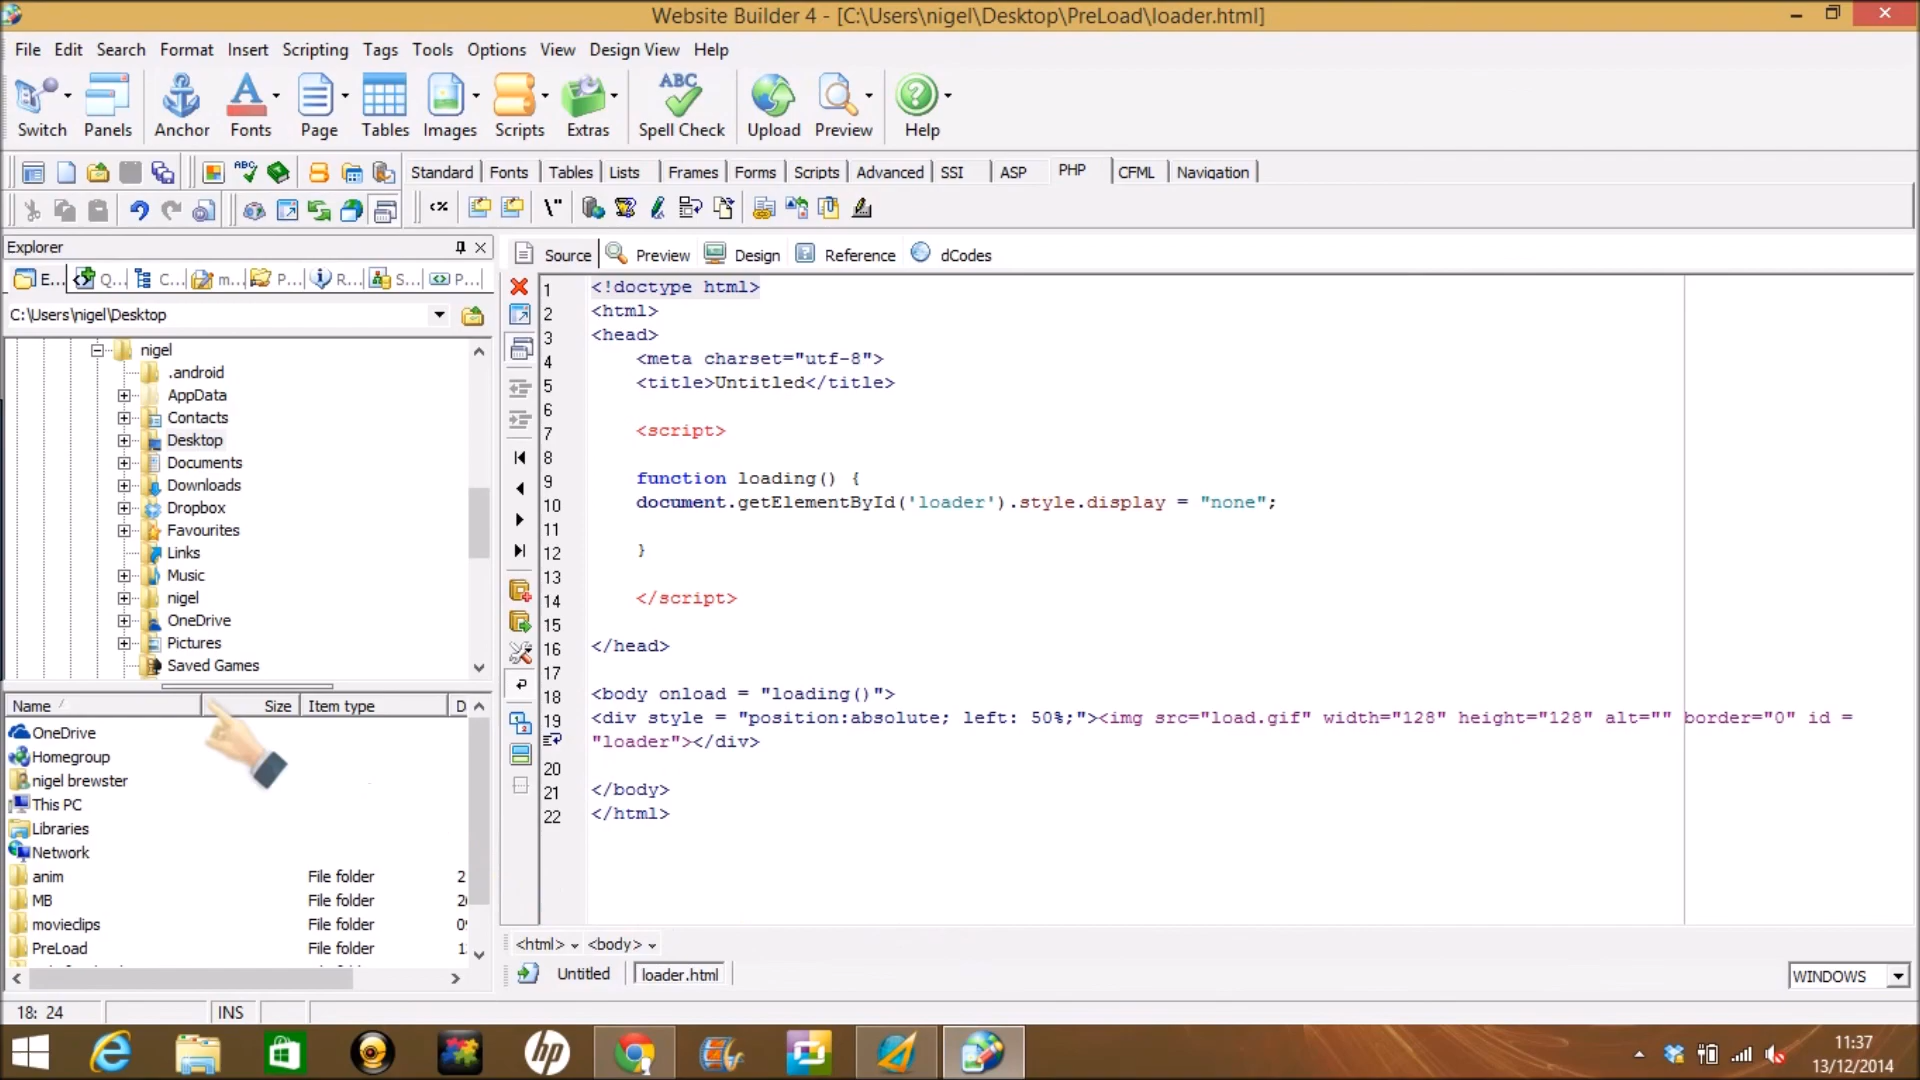 Website Builder 4 - [C:\Users\nigel\Desktop\PreLoad\loader.html]
File Edit Search Format Insert Scripting Tags Tools Options View Design View Help
ABC
Switch Panels Anchor Fonts Page Tables Images Scripts Extras Spell Check Upload Preview Help
Standard Fonts Tables Lists Frames Forms Scripts Advanced SSI ASP PHP CFML Navigation
Explorer
Source Preview Design Reference dCodes
E... Q... C... m... P... R... S... P...
C:\Users\nigel\Desktop
nigel
.android
AppData
Contacts
Desktop
Documents
Downloads
Dropbox
Favourites
Links
Music
nigel
OneDrive
Pictures
Saved Games
Name Size Item type D
OneDrive
Homegroup
nigel brewster
This PC
Libraries
Network
anim File folder 2
MB File folder 2
movieclips File folder 0
PreLoad File folder 1
1 <!doctype html>
2 <html>
3 <head>
4 <meta charset="utf-8">
5 <title>Untitled</title>
6
7 <script>
8
9 function loading() {
10 document.getElementById('loader').style.display = "none";
11
12 }
13
14 </script>
15
16 </head>
17
18 <body onload = "loading()">
19 <div style = "position:absolute; left: 50%;"><img src="load.gif" width="128" height="128" alt="" border="0" id =
"loader"></div>
20
21 </body>
22 </html>
<html> <body>
Untitled loader.html
WINDOWS
18: 24 INS
hp
11:37
13/12/2014